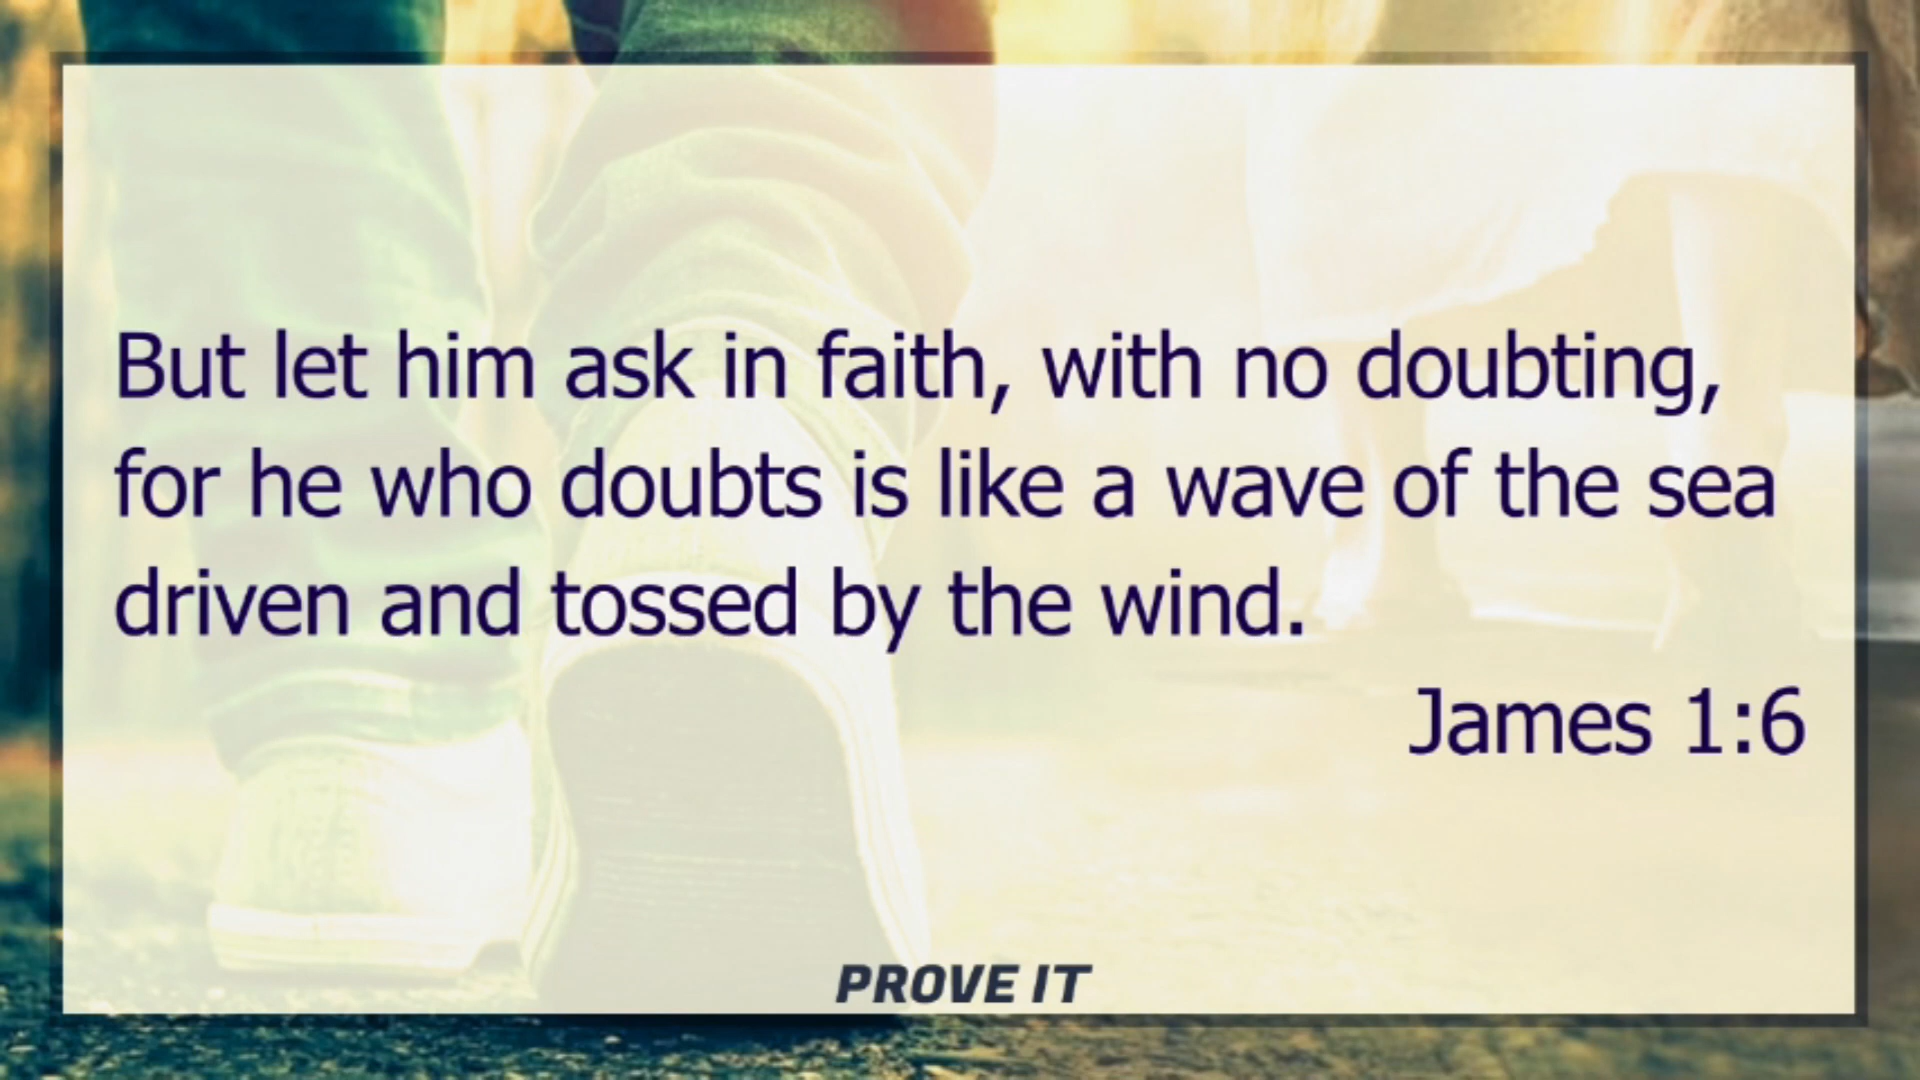 But let him ask in faith, with no doubting,
for he who doubts is like a wave of the sea
driven and tossed by the wind.
James 1:6
PROVE IT